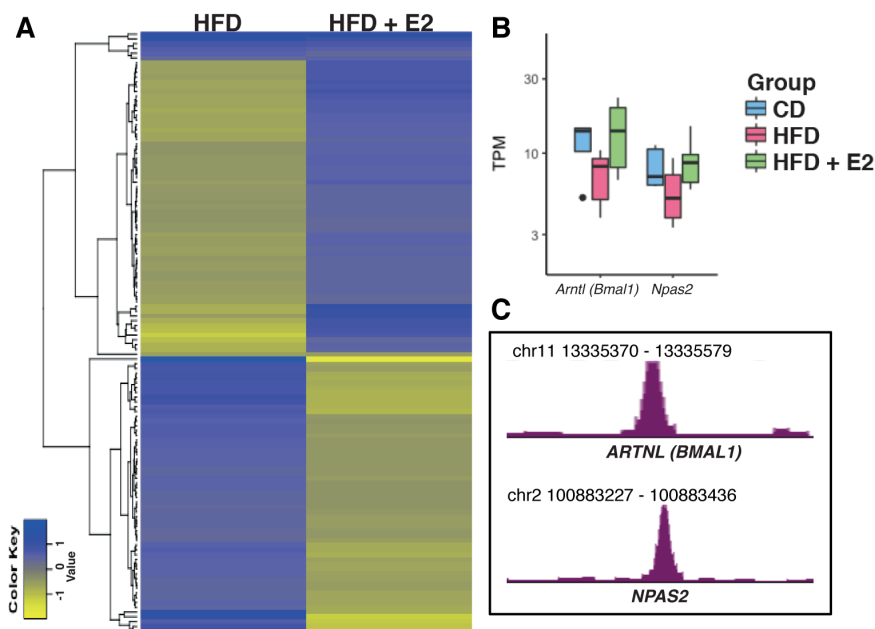 A
HFD
HFD + E2
Color Key
1
0
-1
Value
B
TPM
30
10
3
Arntl (Bmal1)
Npas2
Group
CD
HFD
HFD + E2
C
chr11 13335370 - 13335579
ARTNL (BMAL1)
chr2 100883227 - 100883436
NPAS2